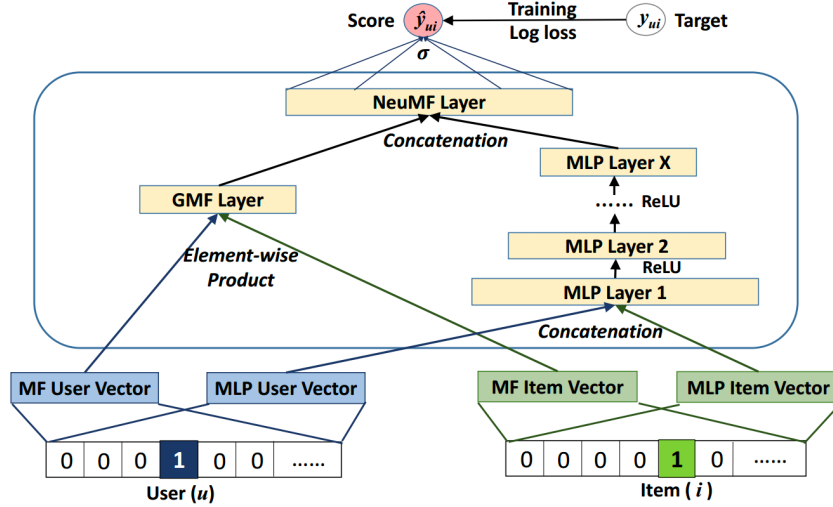 Score ŷui Training yui Target
Log loss
σ
NeuMF Layer
Concatenation
MLP Layer X
GMF Layer
...... ReLU
Element-wise
Product
MLP Layer 2
ReLU
MLP Layer 1
Concatenation
MF User Vector MLP User Vector MF Item Vector MLP Item Vector
0 0 0 1 0 0 ...... 0 0 0 0 1 0 ......
User (u) Item ( i )